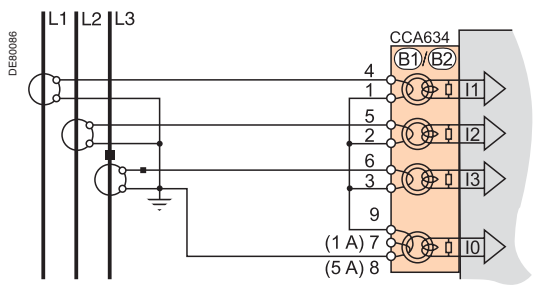 L1 L2 L3
DE80086
CCA634
B1/B2
4
1
I1
5
2
I2
6
3
I3
9
(1 A) 7
(5 A) 8
I0